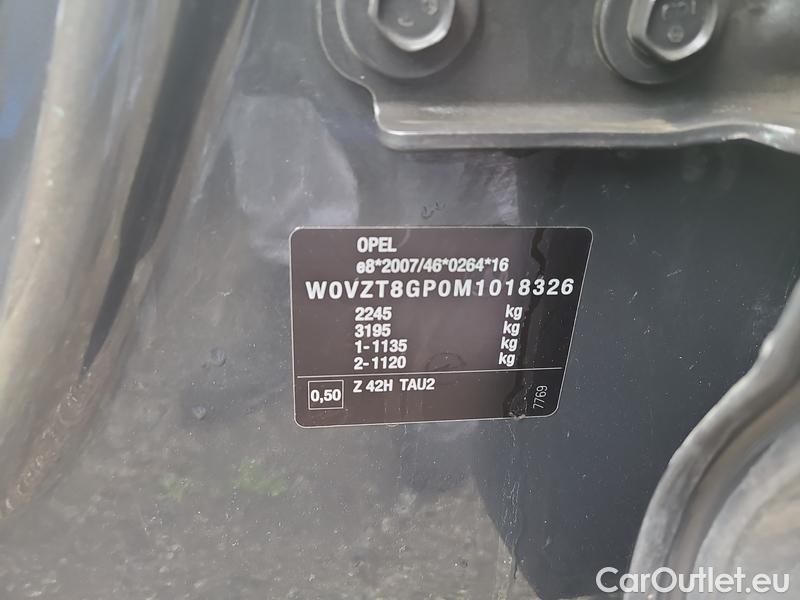 OPEL
e8*2007/46*0264*16
W0VZT8GP0M1018326
2245 kg
3195 kg
1-1135 kg
2-1120 kg
0,50 Z 42H TAU2
7769
CarOutlet.eu